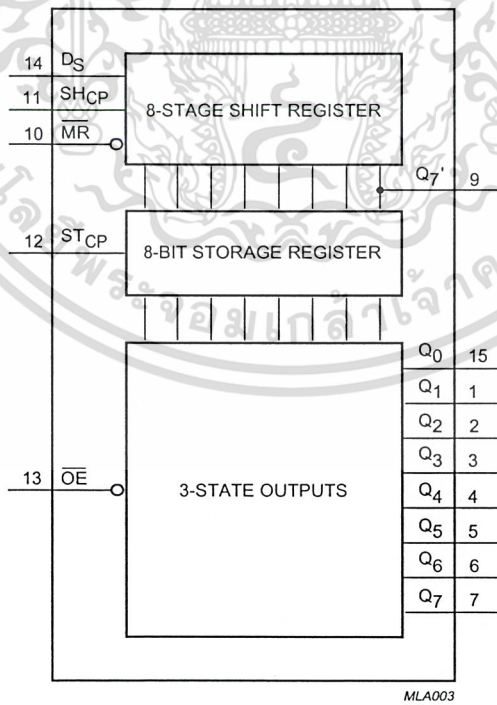 14 DS
11 SHCP
10 MR
8-STAGE SHIFT REGISTER
Q7' 9
12 STCP
8-BIT STORAGE REGISTER
13 OE
3-STATE OUTPUTS
Q0 15
Q1 1
Q2 2
Q3 3
Q4 4
Q5 5
Q6 6
Q7 7
MLA003